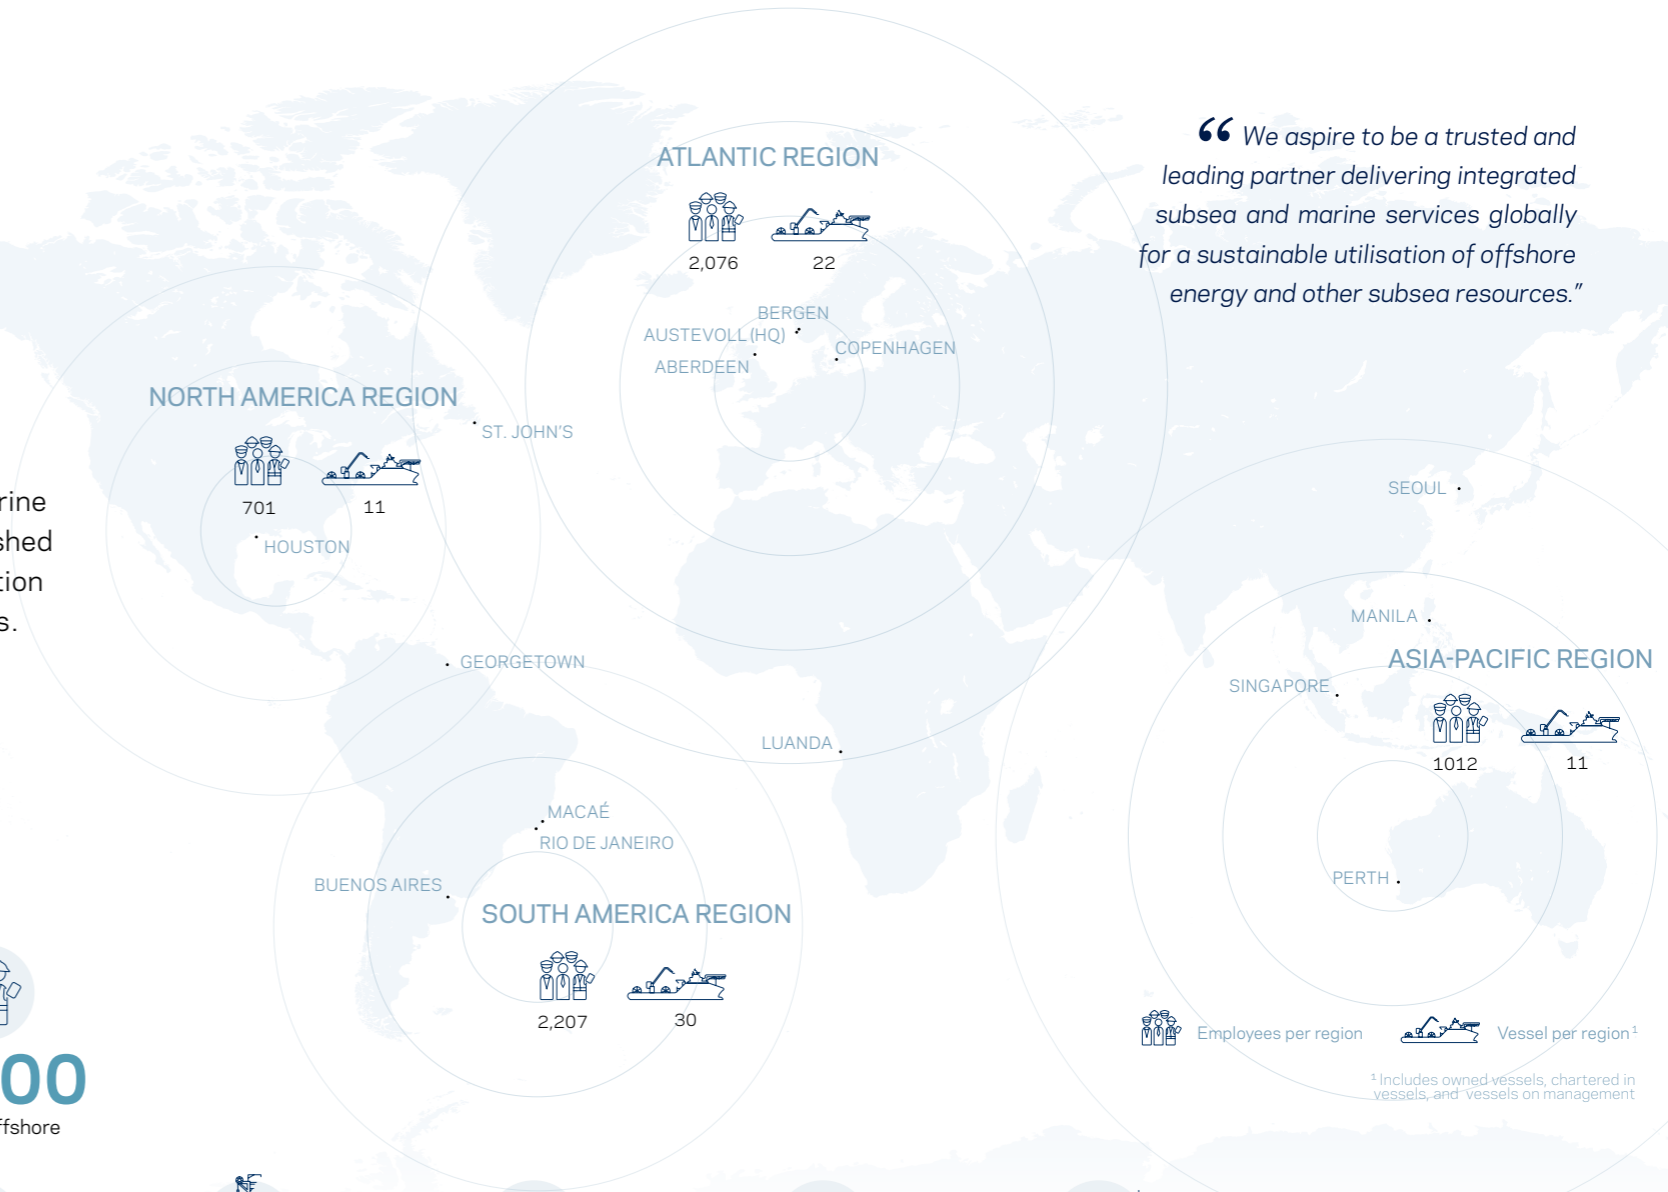 “ We aspire to be a trusted and
leading partner delivering integrated
subsea and marine services globally
for a sustainable utilisation of offshore
energy and other subsea resources.”
ATLANTIC REGION
2,076 22
BERGEN
AUSTEVOLL (HQ)
COPENHAGEN
ABERDEEN
NORTH AMERICA REGION
701 11
ST. JOHN'S
HOUSTON
SEOUL
rine
shed
tion
s.
MANILA
ASIA-PACIFIC REGION
SINGAPORE
1012 11
GEORGETOWN
LUANDA
MACAÉ
RIO DE JANEIRO
BUENOS AIRES
PERTH
SOUTH AMERICA REGION
2,207 30
Employees per region Vessel per region 1
1 Includes owned vessels, chartered in
vessels, and vessels on management
00
ffshore